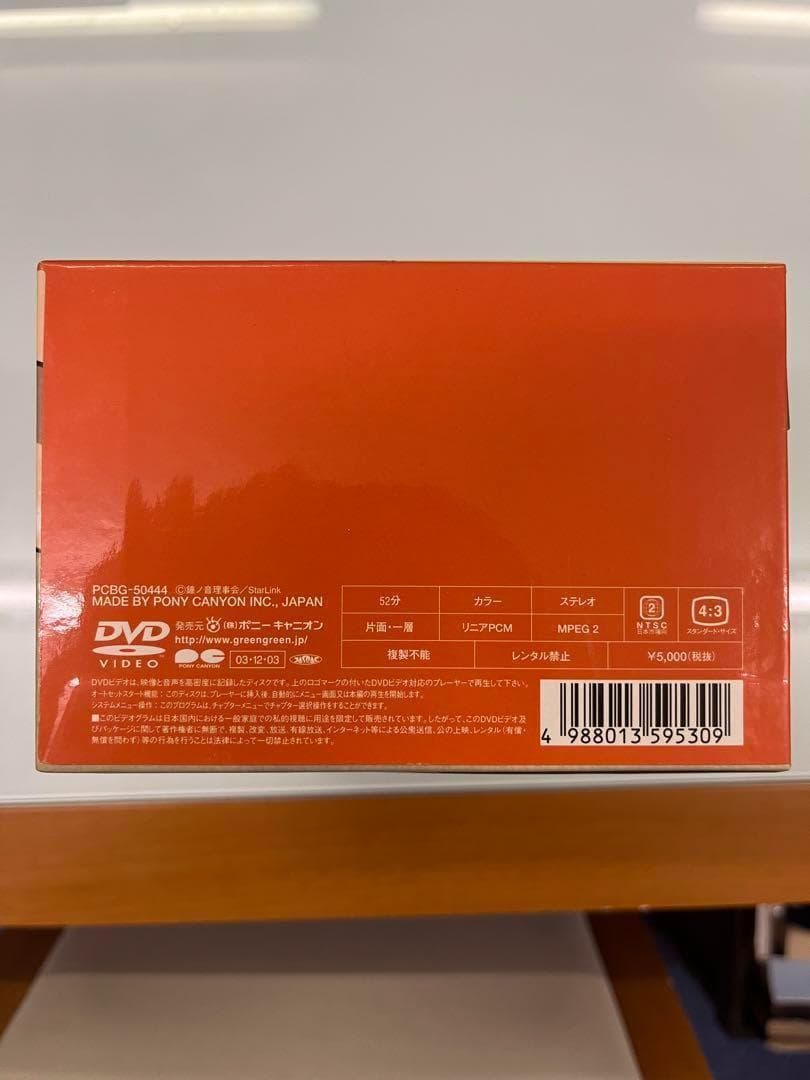 PCBG-50444 Ⓒ鐘ノ音理事会/StarLink
MADE BY PONY CANYON INC., JAPAN
DVD VIDEO
発売元 (株)ポニーキャニオン
http://www.greengreen.jp/
PONY CANYON
03・12・03
JASRAC
52分 カラー ステレオ
片面・一層 リニアPCM MPEG 2
複製不能 レンタル禁止 ¥5,000(税抜)
2
NTSC
日本市場向
4:3
スタンダード・サイズ
DVDビデオは、映像と音声を高密度に記録したディスクです。上のロゴマークの付いたDVDビデオ対応のプレーヤーで再生して下さい。
オートセットスタート機能:このディスクは、プレーヤーに挿入後、自動的にメニュー画面又は本編の再生を開始します。
システムメニュー操作:このプログラムは、チャプターメニューでチャプター選択操作をすることができます。
■このビデオグラムは日本国内における一般家庭での私的視聴に用途を限定して販売されています。したがって、このDVDビデオ及
びパッケージに関して著作権者に無断で、複製、改変、放送、有線放送、インターネット等による公衆送信、公の上映、レンタル(有償・
無償を問わず)等の行為を行うことは法律によって一切禁止されています。
4 988013 595309